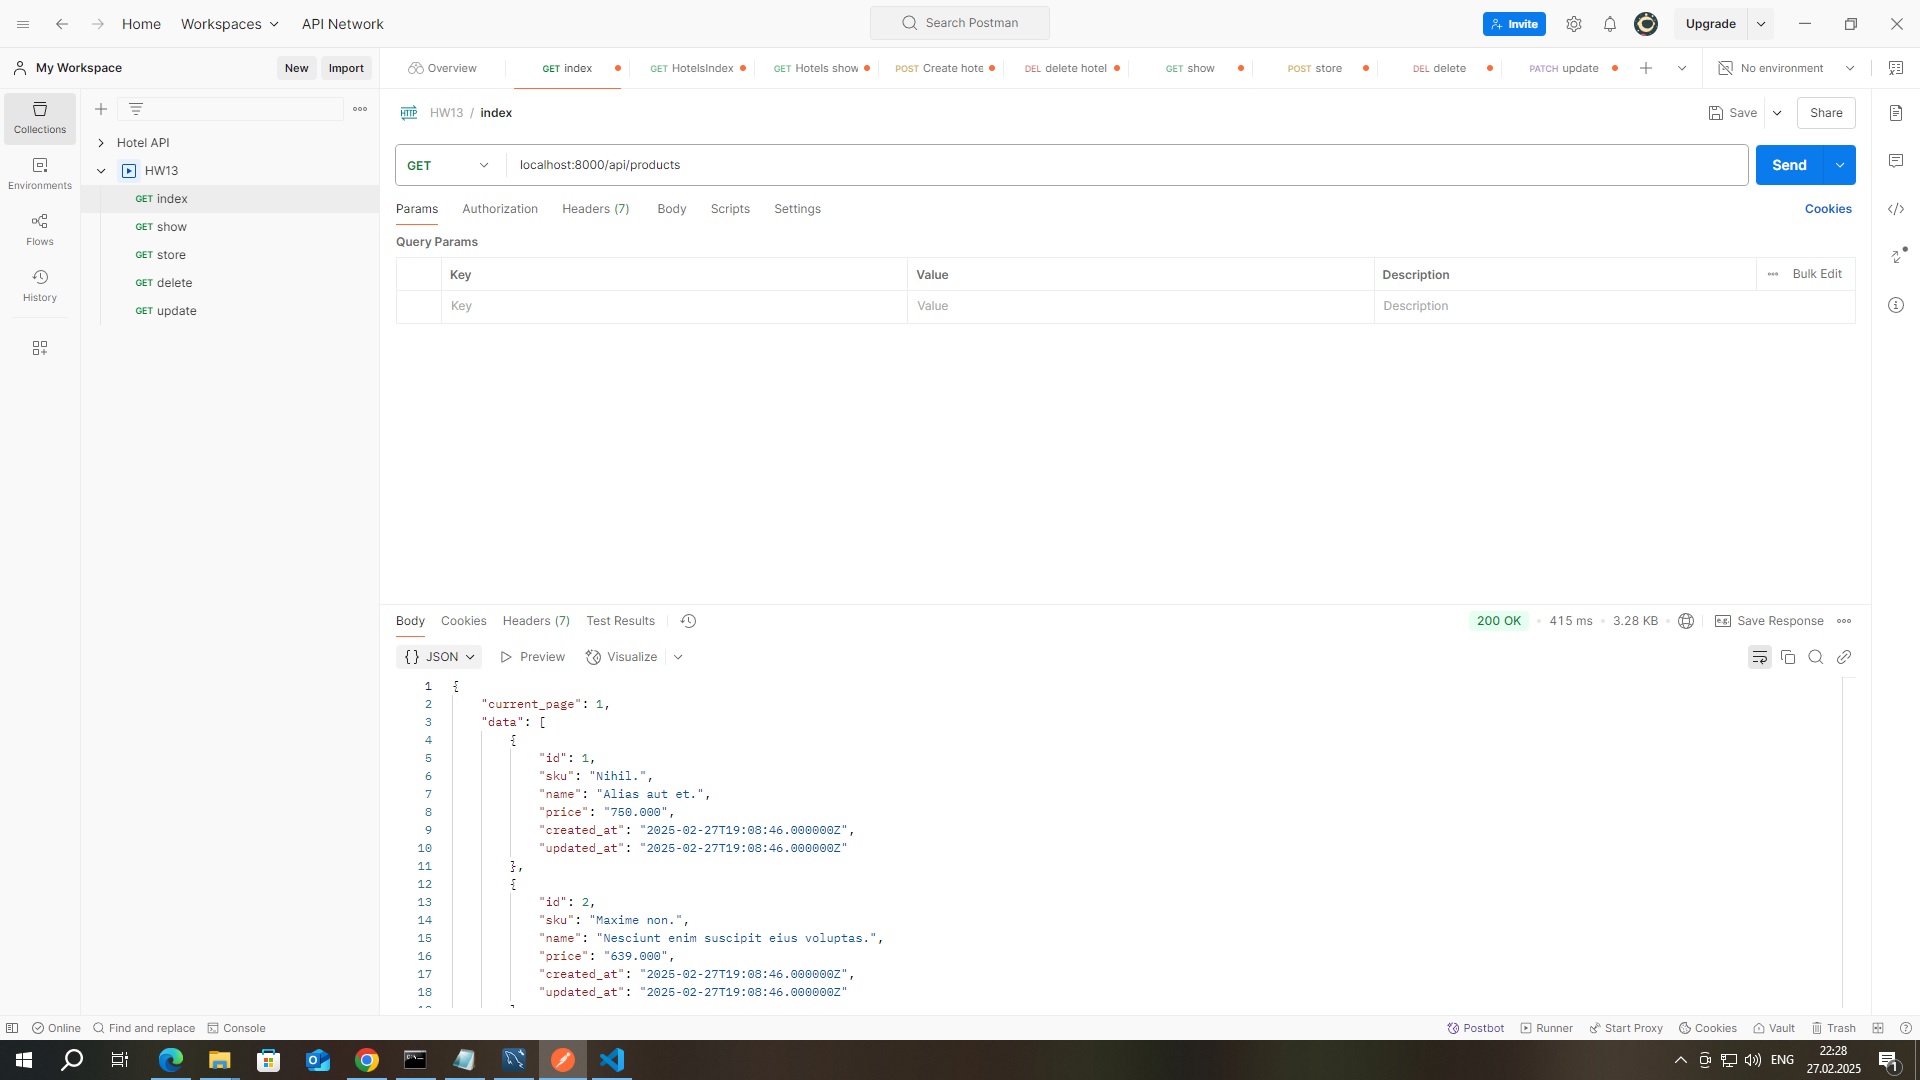 Home Workspaces API Network Search Postman Invite Upgrade
My Workspace New Import Overview GET index GET HotelsIndex GET Hotels show POST Create hote DEL delete hotel GET show POST store DEL delete PATCH update No environment
Collections
Environments
Flows
History
Hotel API
HW13
GET index
GET show
GET store
GET delete
GET update
HTTP HW13 / index Save Share
GET localhost:8000/api/products Send
Params Authorization Headers (7) Body Scripts Settings Cookies
Query Params
Key Value Description Bulk Edit
Key Value Description
Body Cookies Headers (7) Test Results 200 OK • 415 ms • 3.28 KB e.g. Save Response
{} JSON Preview Visualize
1 {
2 "current_page": 1,
3 "data": [
4 {
5 "id": 1,
6 "sku": "Nihil.",
7 "name": "Alias aut et.",
8 "price": "750.000",
9 "created_at": "2025-02-27T19:08:46.000000Z",
10 "updated_at": "2025-02-27T19:08:46.000000Z"
11 },
12 {
13 "id": 2,
14 "sku": "Maxime non.",
15 "name": "Nesciunt enim suscipit eius voluptas.",
16 "price": "639.000",
17 "created_at": "2025-02-27T19:08:46.000000Z",
18 "updated_at": "2025-02-27T19:08:46.000000Z"
Online Find and replace Console Postbot Runner Start Proxy Cookies Vault Trash
ENG 22:28 1
27.02.2025